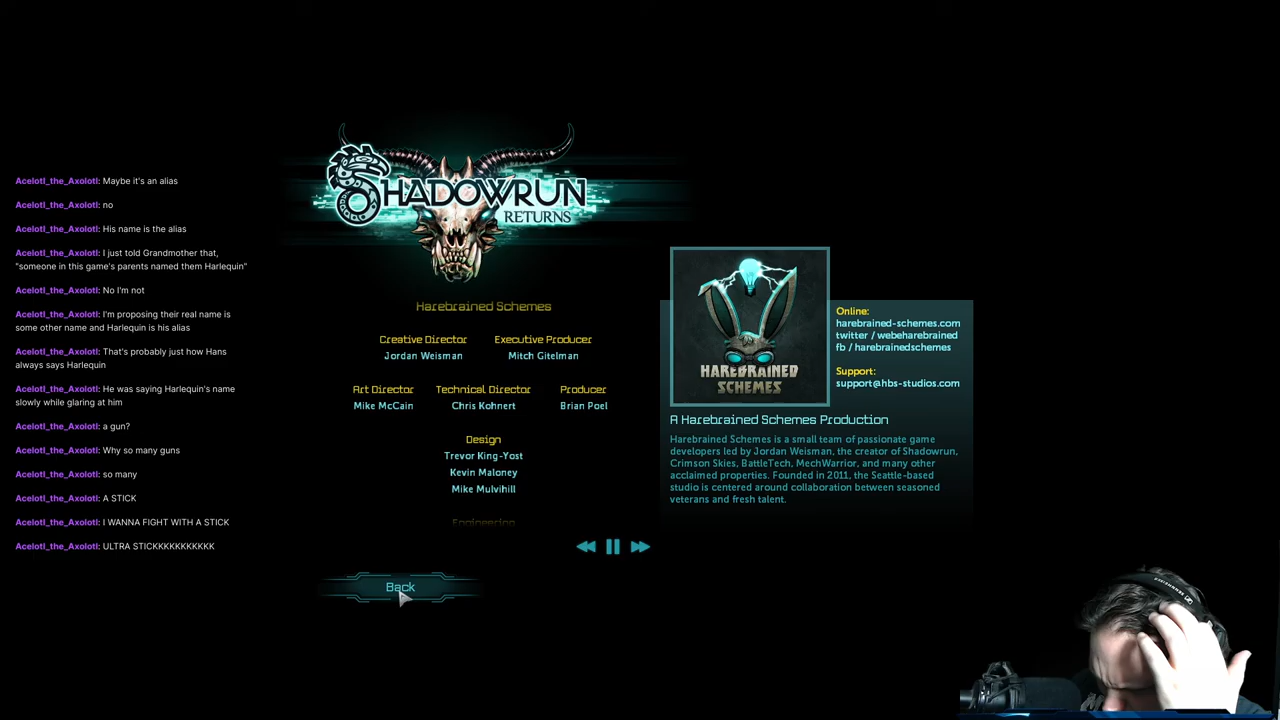 Acelotl_the_Axolotl: Maybe it's an alias
Acelotl_the_Axolotl: no
Acelotl_the_Axolotl: His name is the alias
Acelotl_the_Axolotl: I just told Grandmother that,
"someone in this game's parents named them Harlequin"
Acelotl_the_Axolotl: No I'm not
Acelotl_the_Axolotl: I'm proposing their real name is
some other name and Harlequin is his alias
Acelotl_the_Axolotl: That's probably just how Hans
always says Harlequin
Acelotl_the_Axolotl: He was saying Harlequin's name
slowly while glaring at him
Acelotl_the_Axolotl: a gun?
Acelotl_the_Axolotl: Why so many guns
Acelotl_the_Axolotl: so many
Acelotl_the_Axolotl: A STICK
Acelotl_the_Axolotl: I WANNA FIGHT WITH A STICK
Acelotl_the_Axolotl: ULTRA STICKKKKKKKKKKK
SHADOWRUN
RETURNS
Harebrained Schemes
Creative Director Executive Producer
Jordan Weisman Mitch Gitelman
Art Director Technical Director Producer
Mike McCain Chris Kohnert Brian Poel
Design
Trevor King-Yost
Kevin Maloney
Mike Mulvihill
Engineering
Back
HAREBRAINED
SCHEMES
Online:
harebrained-schemes.com
twitter / webeharebrained
fb / harebrainedschemes
Support:
support@hbs-studios.com
A Harebrained Schemes Production
Harebrained Schemes is a small team of passionate game
developers led by Jordan Weisman, the creator of Shadowrun,
Crimson Skies, BattleTech, MechWarrior, and many other
acclaimed properties. Founded in 2011, the Seattle-based
studio is centered around collaboration between seasoned
veterans and fresh talent.